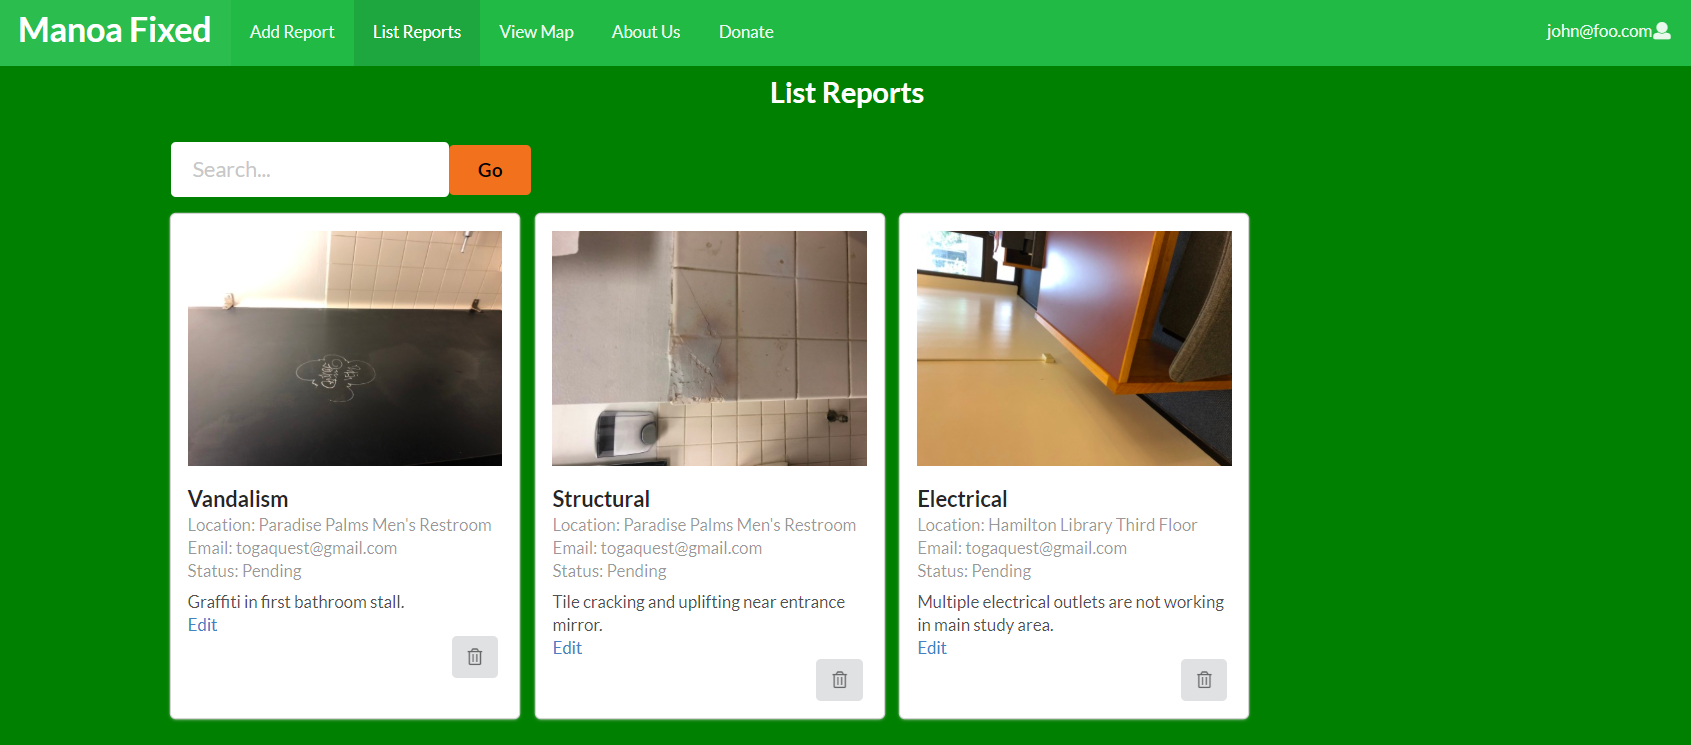 Manoa Fixed
Add Report
List Reports
View Map
About Us
Donate
john@foo.com
List Reports
Search...
Go
Vandalism
Location: Paradise Palms Men's Restroom
Email: togaquest@gmail.com
Status: Pending
Graffiti in first bathroom stall.
Edit
Structural
Location: Paradise Palms Men's Restroom
Email: togaquest@gmail.com
Status: Pending
Tile cracking and uplifting near entrance
mirror.
Edit
Electrical
Location: Hamilton Library Third Floor
Email: togaquest@gmail.com
Status: Pending
Multiple electrical outlets are not working
in main study area.
Edit